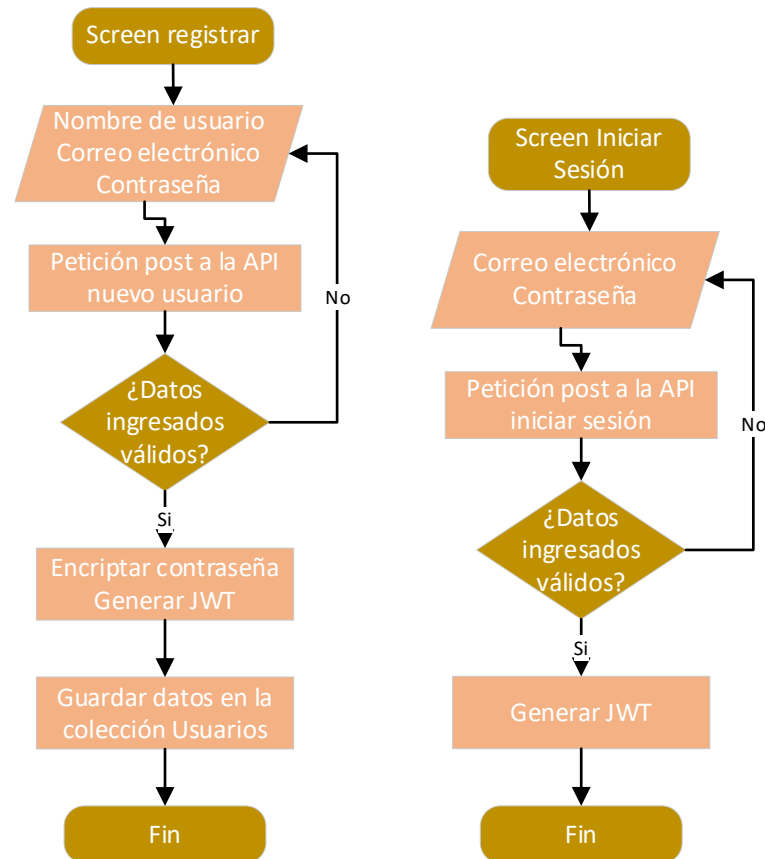 Screen registrar
Nombre de usuario
Correo electrónico
Contraseña
Petición post a la API
nuevo usuario
No
¿Datos
ingresados
válidos?
Si
Encriptar contraseña
Generar JWT
Guardar datos en la
colección Usuarios
Fin
Screen Iniciar
Sesión
Correo electrónico
Contraseña
Petición post a la API
iniciar sesión
No
¿Datos
ingresados
válidos?
Si
Generar JWT
Fin